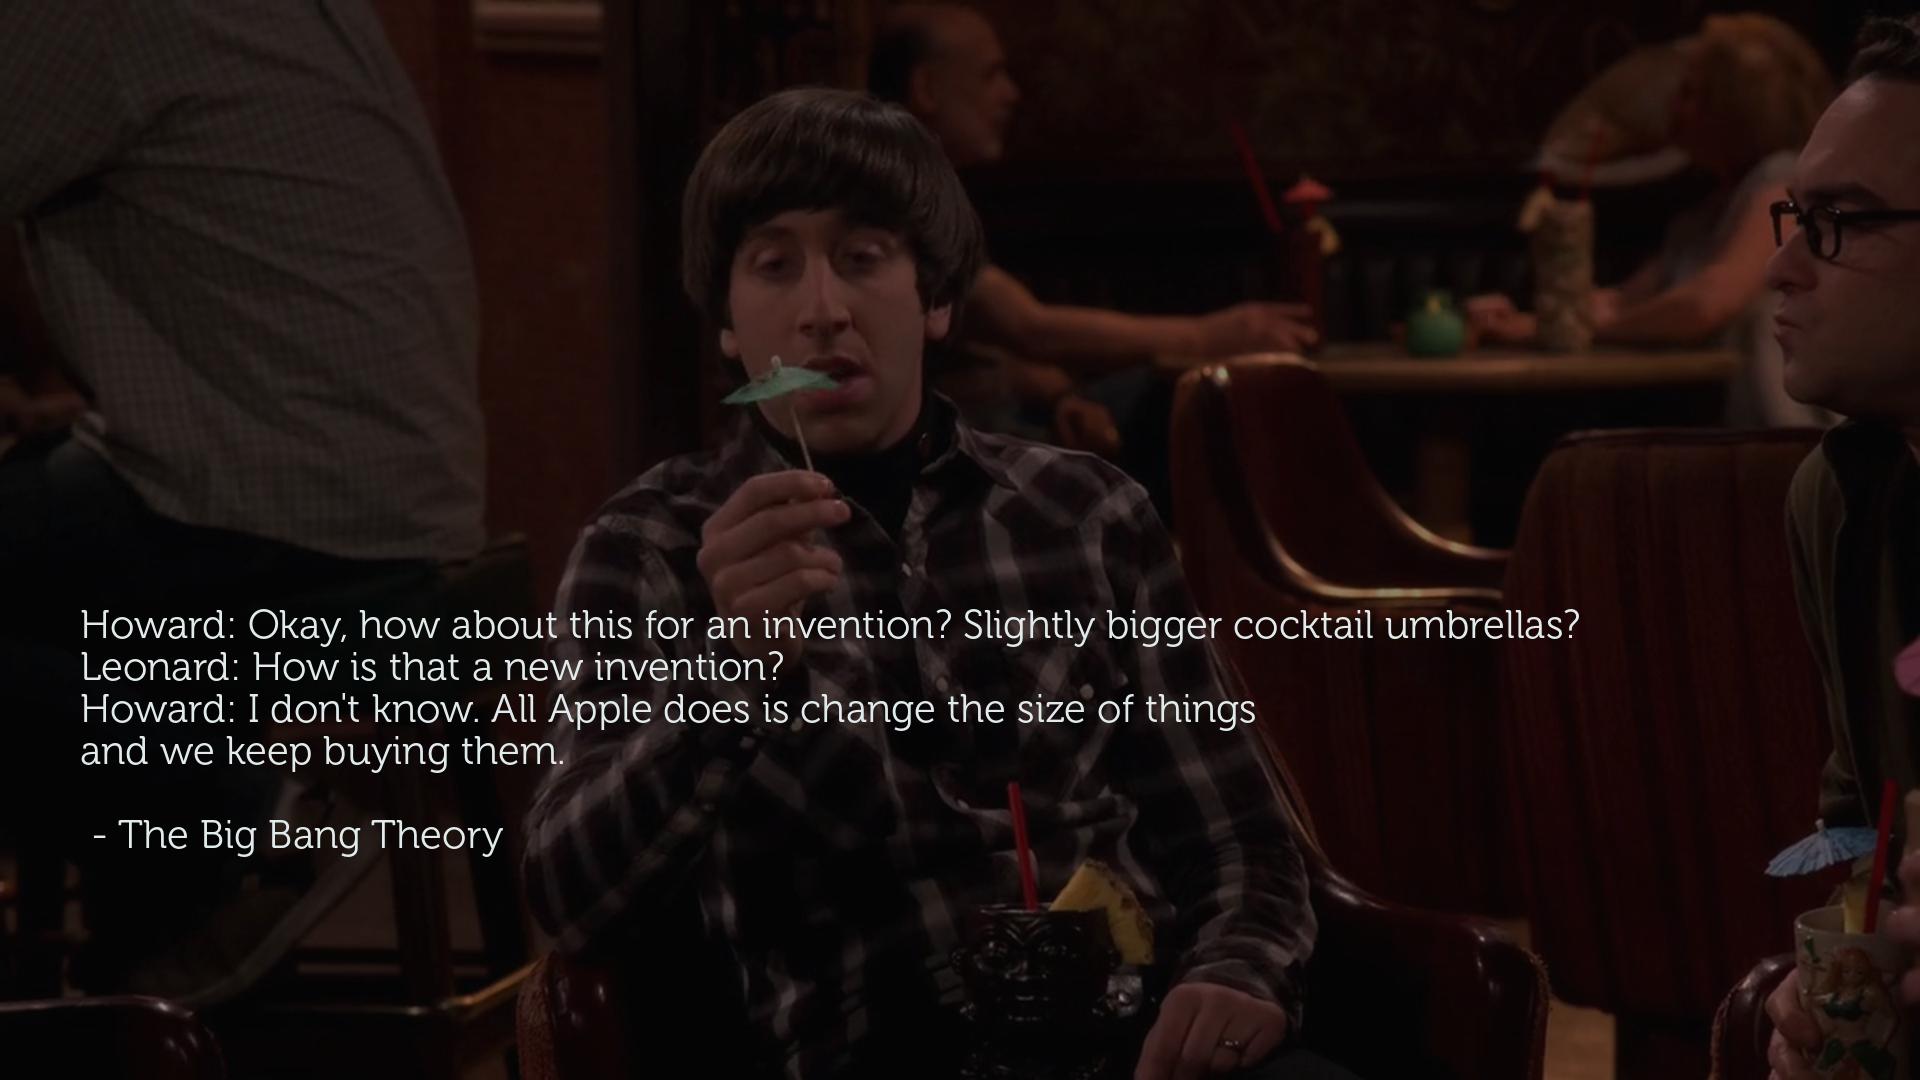 Howard: Okay, how about this for an invention? Slightly bigger cocktail umbrellas?
Leonard: How is that a new invention?
Howard: I don't know. All Apple does is change the size of things
and we keep buying them.
- The Big Bang Theory